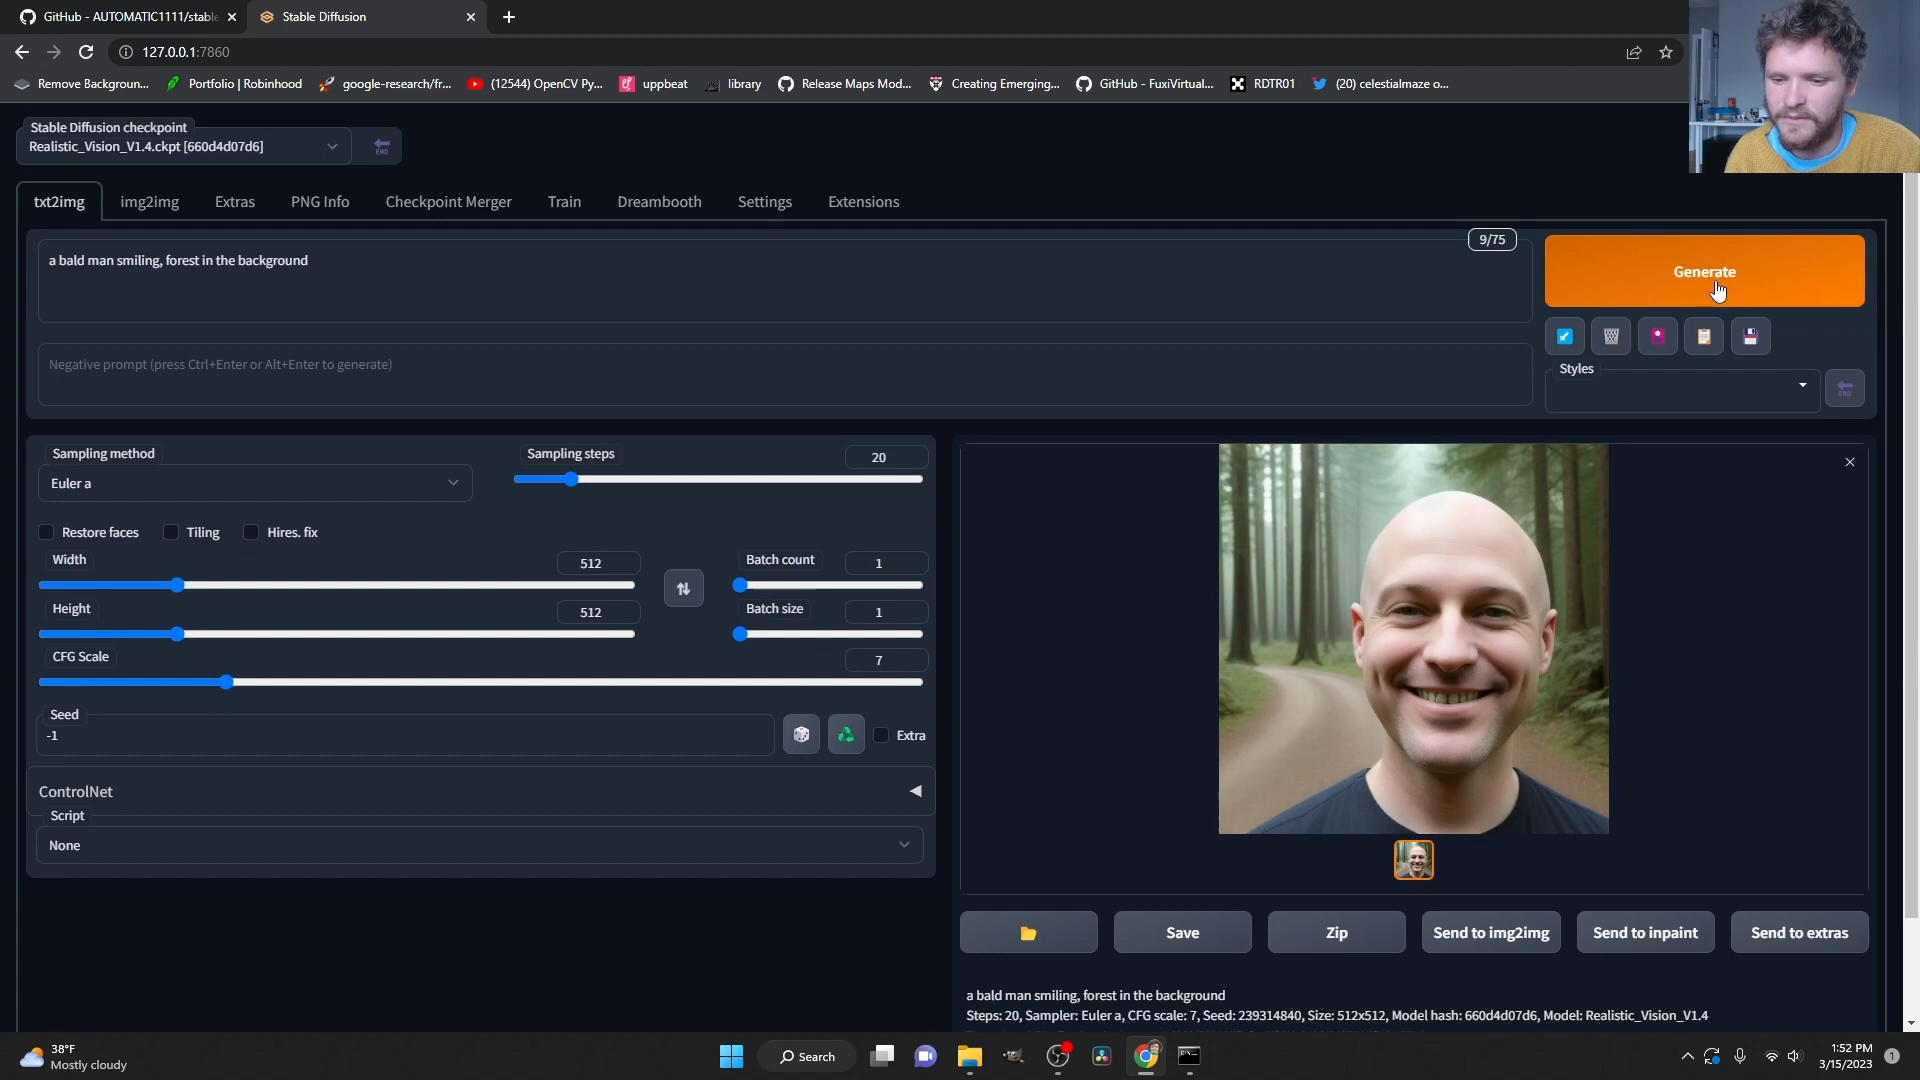 GitHub - AUTOMATIC1111/stable
Stable Diffusion
127.0.0.1:7860
Remove Backgroun...
Portfolio | Robinhood
google-research/fr...
(12544) OpenCV Py...
uppbeat
library
Release Maps Mod...
Creating Emerging...
GitHub - FuxiVirtual...
RDTR01
(20) celestialmaze o...
Stable Diffusion checkpoint
Realistic_Vision_V1.4.ckpt [660d4d07d6]
END
txt2img
img2img
Extras
PNG Info
Checkpoint Merger
Train
Dreambooth
Settings
Extensions
a bald man smiling, forest in the background
9/75
Generate
Negative prompt (press Ctrl+Enter or Alt+Enter to generate)
Styles
END
Sampling method
Euler a
Sampling steps
20
Restore faces
Tiling
Hires. fix
Width
512
Height
512
Batch count
1
Batch size
1
CFG Scale
7
Seed
-1
Extra
ControlNet
Script
None
Save
Zip
Send to img2img
Send to inpaint
Send to extras
a bald man smiling, forest in the background
Steps: 20, Sampler: Euler a, CFG scale: 7, Seed: 239314840, Size: 512x512, Model hash: 660d4d07d6, Model: Realistic_Vision_V1.4
38°F
Mostly cloudy
Search
1:52 PM
3/15/2023
1